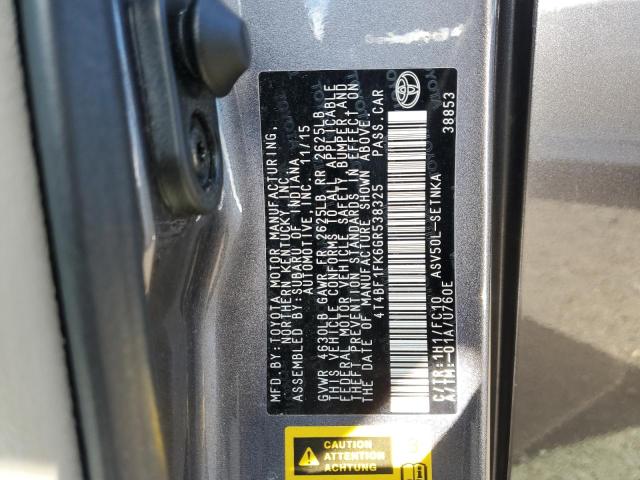 MFD. BY: TOYOTA MOTOR MANUFACTURING,
NORTHERN KENTUCKY INC.
ASSEMBLED BY: SUBARU OF INDIANA
AUTOMOTIVE, INC. 11/15
GVWR 4630LB GAWR FR 2625LB RR 2625LB
THIS VEHICLE CONFORMS TO ALL APPLICABLE
FEDERAL MOTOR VEHICLE SAFETY, BUMPER, AND
THEFT PREVENTION STANDARDS IN EFFECT ON
THE DATE OF MANUFACTURE SHOWN ABOVE.
4T4BF1FK6GR538325 PASS.CAR
C/TR:1H1/FC10 ASV50L-SETNKA
A/TM:-01A/U760E 38853
CAUTION
ATTENTION
ACHTUNG